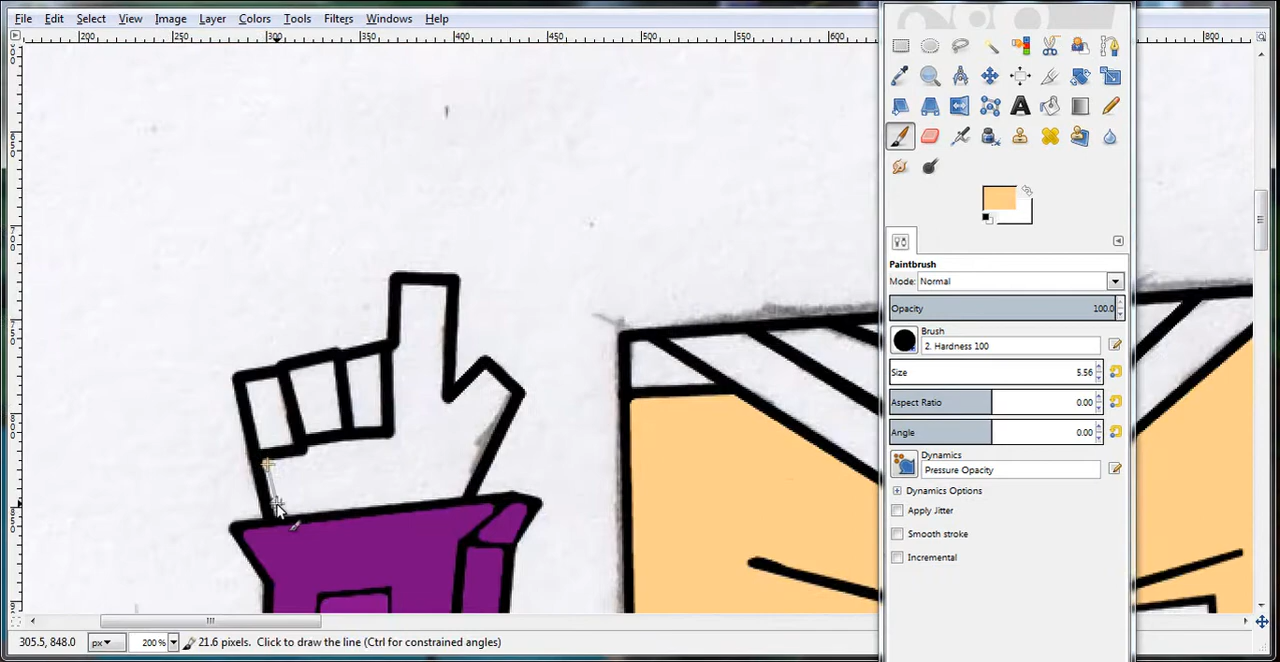 File Edit Select View Image Layer Colors Tools Filters Windows Help
200 250 300 350 400 450 500 550 600 800
Paintbrush
Mode: Normal
Opacity 100.0
Brush
2. Hardness 100
Size 5.56
Aspect Ratio 0.00
Angle 0.00
Dynamics
Pressure Opacity
Dynamics Options
Apply Jitter
Smooth stroke
Incremental
305.5, 848.0 px 200% 21.6 pixels. Click to draw the line (Ctrl for constrained angles)